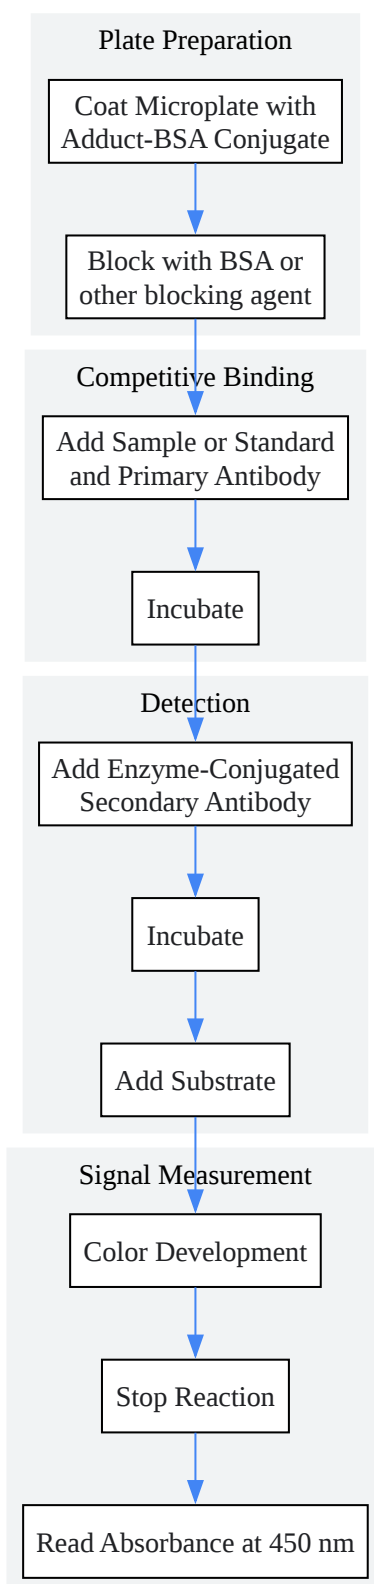 Plate Preparation
Coat Microplate with
Adduct-BSA Conjugate
Block with BSA or
other blocking agent
Competitive Binding
Add Sample or Standard
and Primary Antibody
Incubate
Detection
Add Enzyme-Conjugated
Secondary Antibody
Incubate
Add Substrate
Signal Measurement
Color Development
Stop Reaction
Read Absorbance at 450 nm